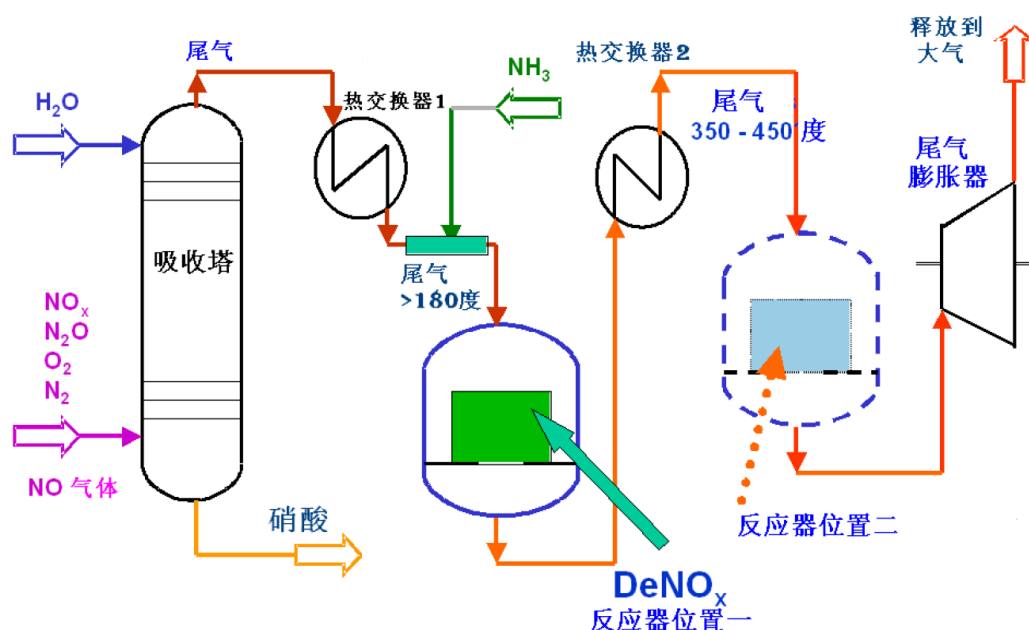 释放到
大气
尾气
热交换器2
NH₃
热交换器1
H₂O
尾气
350 - 450度
尾气
膨胀器
吸收塔
尾气
>180度
NOₓ
N₂O
O₂
N₂
NO 气体
硝酸
反应器位置二
DeNOₓ
反应器位置一